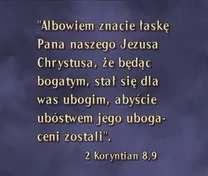 "Albowiem znacie łaskę
Pana naszego Jezusa
Chrystusa, że będąc
bogatym, stał się dla
was ubogim, abyście
ubóstwem jego uboga-
ceni zostali".
2 Koryntian 8,9